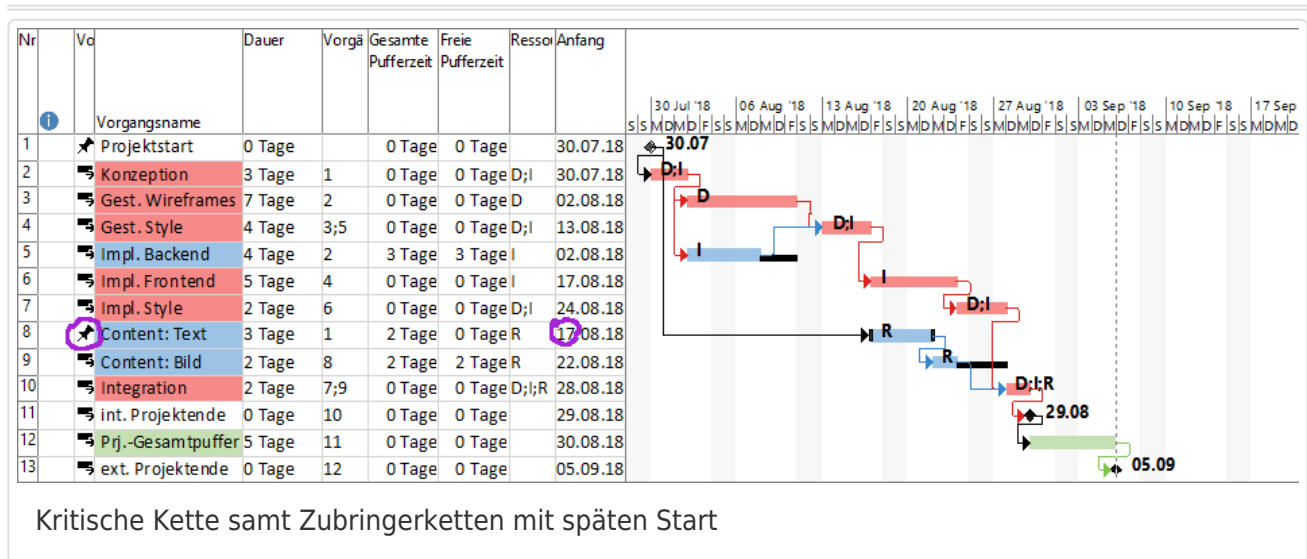 Nr Vo Dauer Vorgä Gesamte Freie Ressou Anfang
Pufferzeit Pufferzeit
Vorgangsname
30 Jul '18 06 Aug '18 13 Aug '18 20 Aug '18 27 Aug '18 03 Sep '18 10 Sep '18 17 Sep
S S M D M D F S S M D M D F S S M D M D F S S M D M D F S S M D M D F S S M D M D F S S M D M D F S S M D M D
1 Projektstart 0 Tage 0 Tage 0 Tage 30.07.18 30.07
2 Konzeption 3 Tage 1 0 Tage 0 Tage D;I 30.07.18 D;I
3 Gest. Wireframes 7 Tage 2 0 Tage 0 Tage D 02.08.18 D
4 Gest. Style 4 Tage 3;5 0 Tage 0 Tage D;I 13.08.18 D;I
5 Impl. Backend 4 Tage 2 3 Tage 3 Tage I 02.08.18 I
6 Impl. Frontend 5 Tage 4 0 Tage 0 Tage I 17.08.18 I
7 Impl. Style 2 Tage 6 0 Tage 0 Tage D;I 24.08.18 D;I
8 Content: Text 3 Tage 1 2 Tage 0 Tage R 17.08.18 R
9 Content: Bild 2 Tage 8 2 Tage 2 Tage R 22.08.18 R
10 Integration 2 Tage 7;9 0 Tage 0 Tage D;I;R 28.08.18 D;I;R
11 int. Projektende 0 Tage 10 0 Tage 0 Tage 29.08.18 29.08
12 Prj.-Gesamtpuffer 5 Tage 11 0 Tage 0 Tage 30.08.18
13 ext. Projektende 0 Tage 12 0 Tage 0 Tage 05.09.18 05.09
Kritische Kette samt Zubringerketten mit späten Start